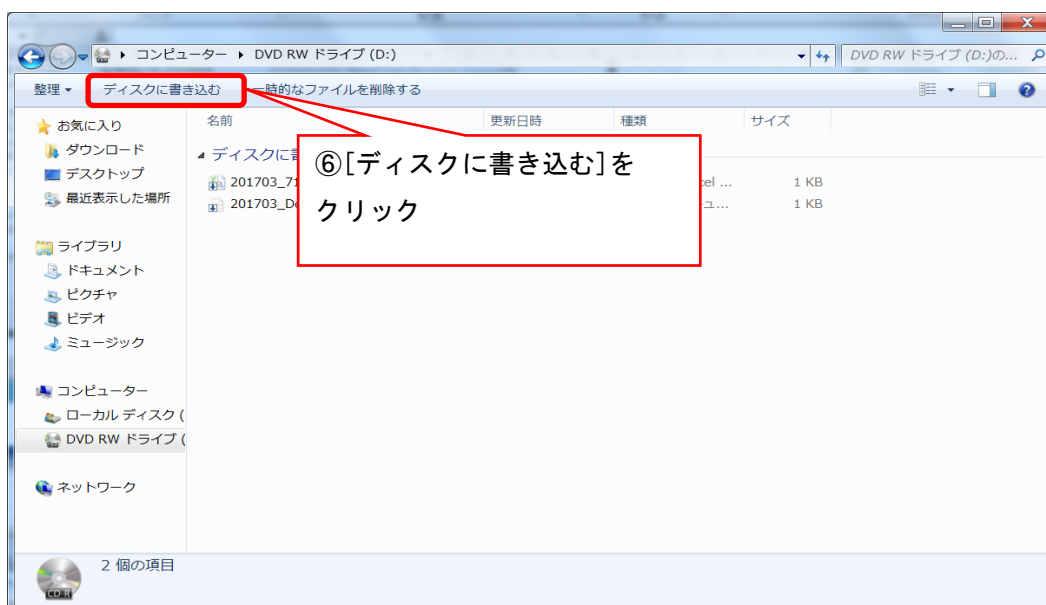 コンピューター ▸ DVD RW ドライブ (D:)
DVD RW ドライブ (D:)の...
整理 ディスクに書き込む 一時的なファイルを削除する
名前 更新日時 種類 サイズ
お気に入り
ダウンロード
デスクトップ
最近表示した場所
ライブラリ
ドキュメント
ピクチャ
ビデオ
ミュージック
コンピューター
ローカル ディスク (
DVD RW ドライブ (
ネットワーク
ディスクに
201703_71 ... 1 KB
201703_D ... 1 KB
⑥[ディスクに書き込む]を
クリック
2 個の項目
CD-R